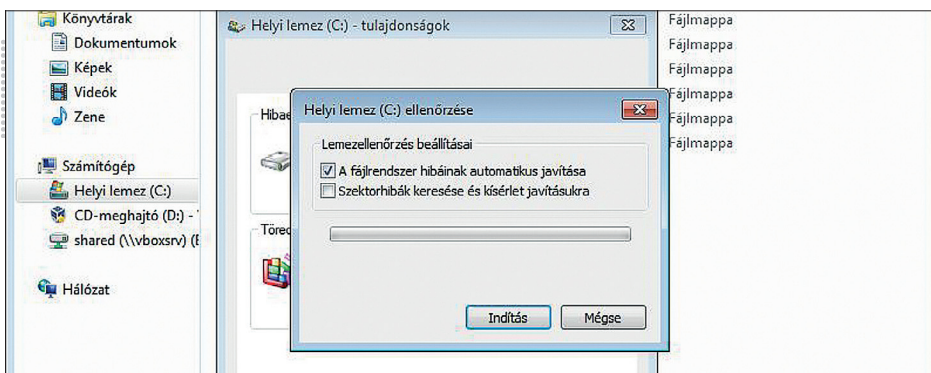 Könyvtárak
Dokumentumok
Képek
Videók
Zene
Számítógép
Helyi lemez (C:)
CD-meghajtó (D:) -
shared (\\vboxsrv) (E
Hálózat
Helyi lemez (C:) - tulajdonságok
Hibae
Töred
Helyi lemez (C:) ellenőrzése
Lemezellenőrzés beállításai
A fájlrendszer hibáinak automatikus javítása
Szektorhibák keresése és kísérlet javításukra
Indítás
Mégse
Fájlmappa
Fájlmappa
Fájlmappa
Fájlmappa
Fájlmappa
Fájlmappa